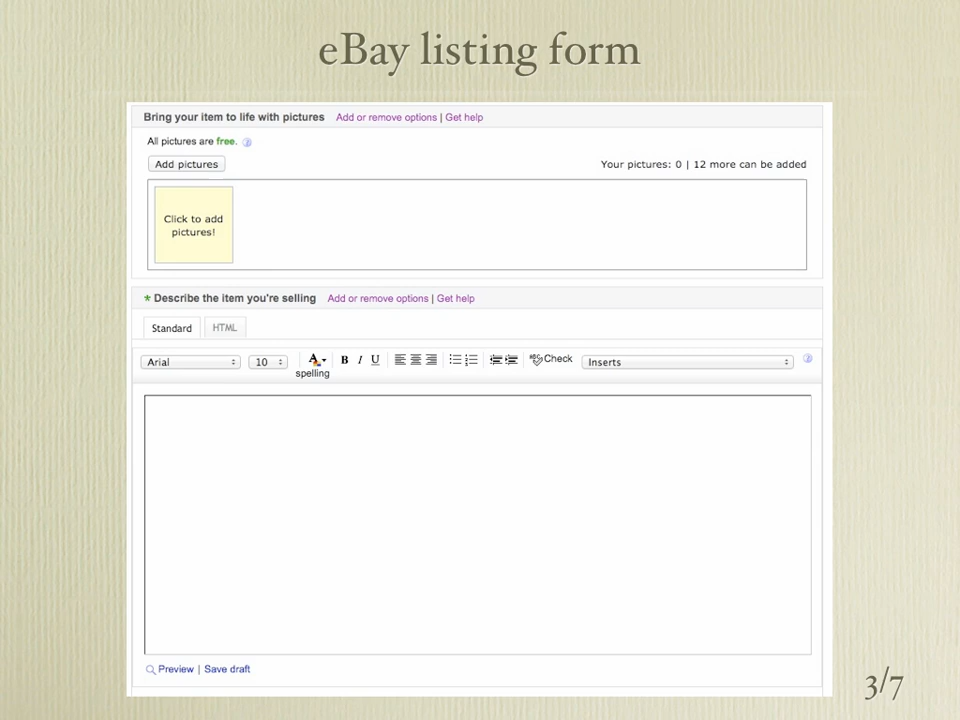 eBay listing form
Bring your item to life with pictures Add or remove options | Get help
All pictures are free.
Add pictures Your pictures: 0 | 12 more can be added
Click to add
pictures!
* Describe the item you're selling Add or remove options | Get help
Standard HTML
Arial 10 A B I U ABC Check Inserts
spelling
Preview | Save draft
3/7